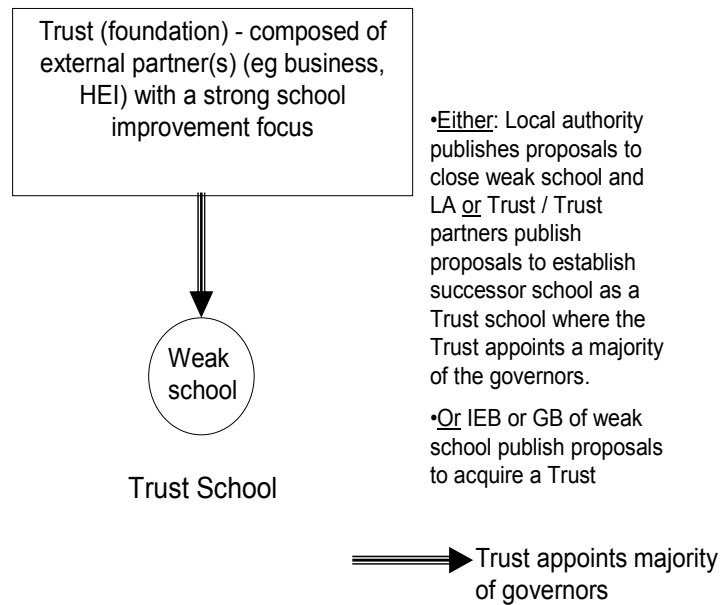 Trust (foundation) - composed of
external partner(s) (eg business,
HEI) with a strong school
improvement focus
•Either: Local authority
publishes proposals to
close weak school and
LA or Trust / Trust
partners publish
proposals to establish
successor school as a
Trust school where the
Trust appoints a majority
of the governors.
•Or IEB or GB of weak
school publish proposals
to acquire a Trust
Weak
school
Trust School
Trust appoints majority
of governors